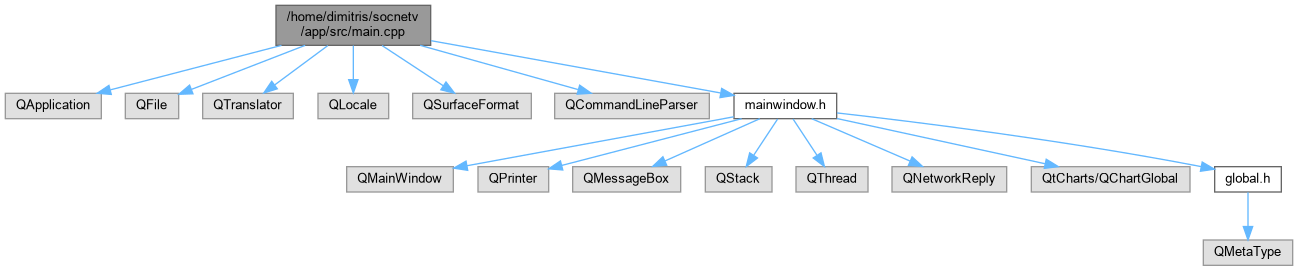 /home/dimitris/socnetv
/app/src/main.cpp
QApplication
QFile
QTranslator
QLocale
QSurfaceFormat
QCommandLineParser
mainwindow.h
QMainWindow
QPrinter
QMessageBox
QStack
QThread
QNetworkReply
QtCharts/QChartGlobal
global.h
QMetaType